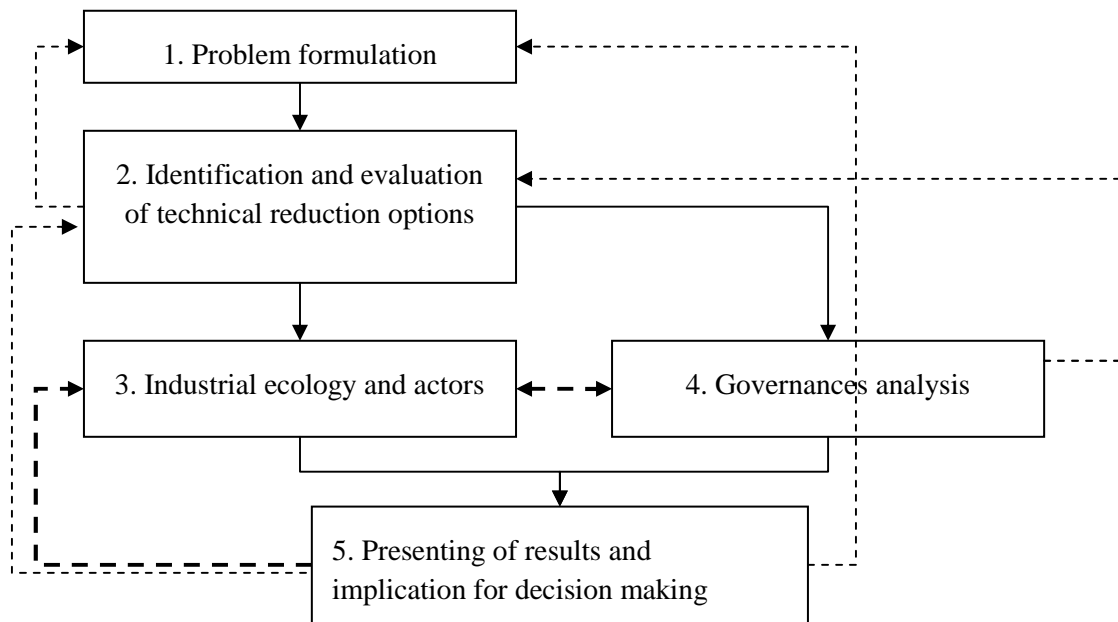 1. Problem formulation
2. Identification and evaluation
of technical reduction options
3. Industrial ecology and actors
4. Governances analysis
5. Presenting of results and
implication for decision making